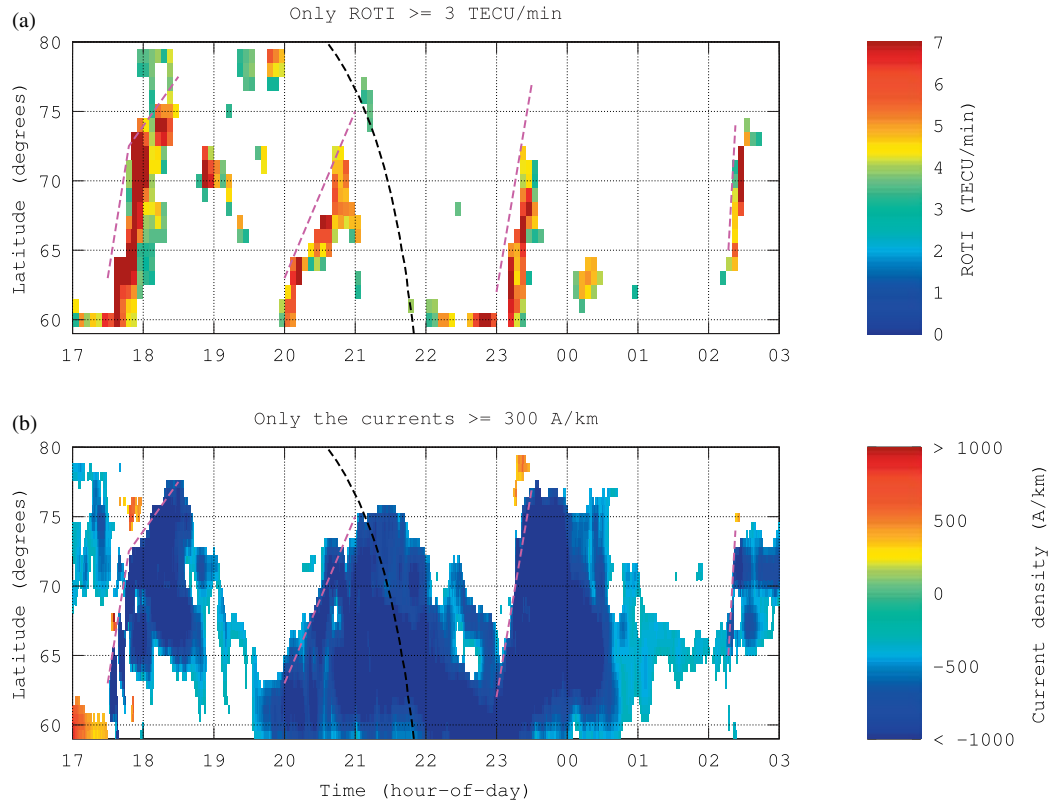 (a)
Only ROTI >= 3 TECU/min
80
75
70
65
60
Latitude (degrees)
17 18 19 20 21 22 23 00 01 02 03
7
6
5
4
3
2
1
0
ROTI (TECU/min)
(b)
Only the currents >= 300 A/km
80
75
70
65
60
Latitude (degrees)
17 18 19 20 21 22 23 00 01 02 03
Time (hour-of-day)
> 1000
500
0
-500
< -1000
Current density (A/km)